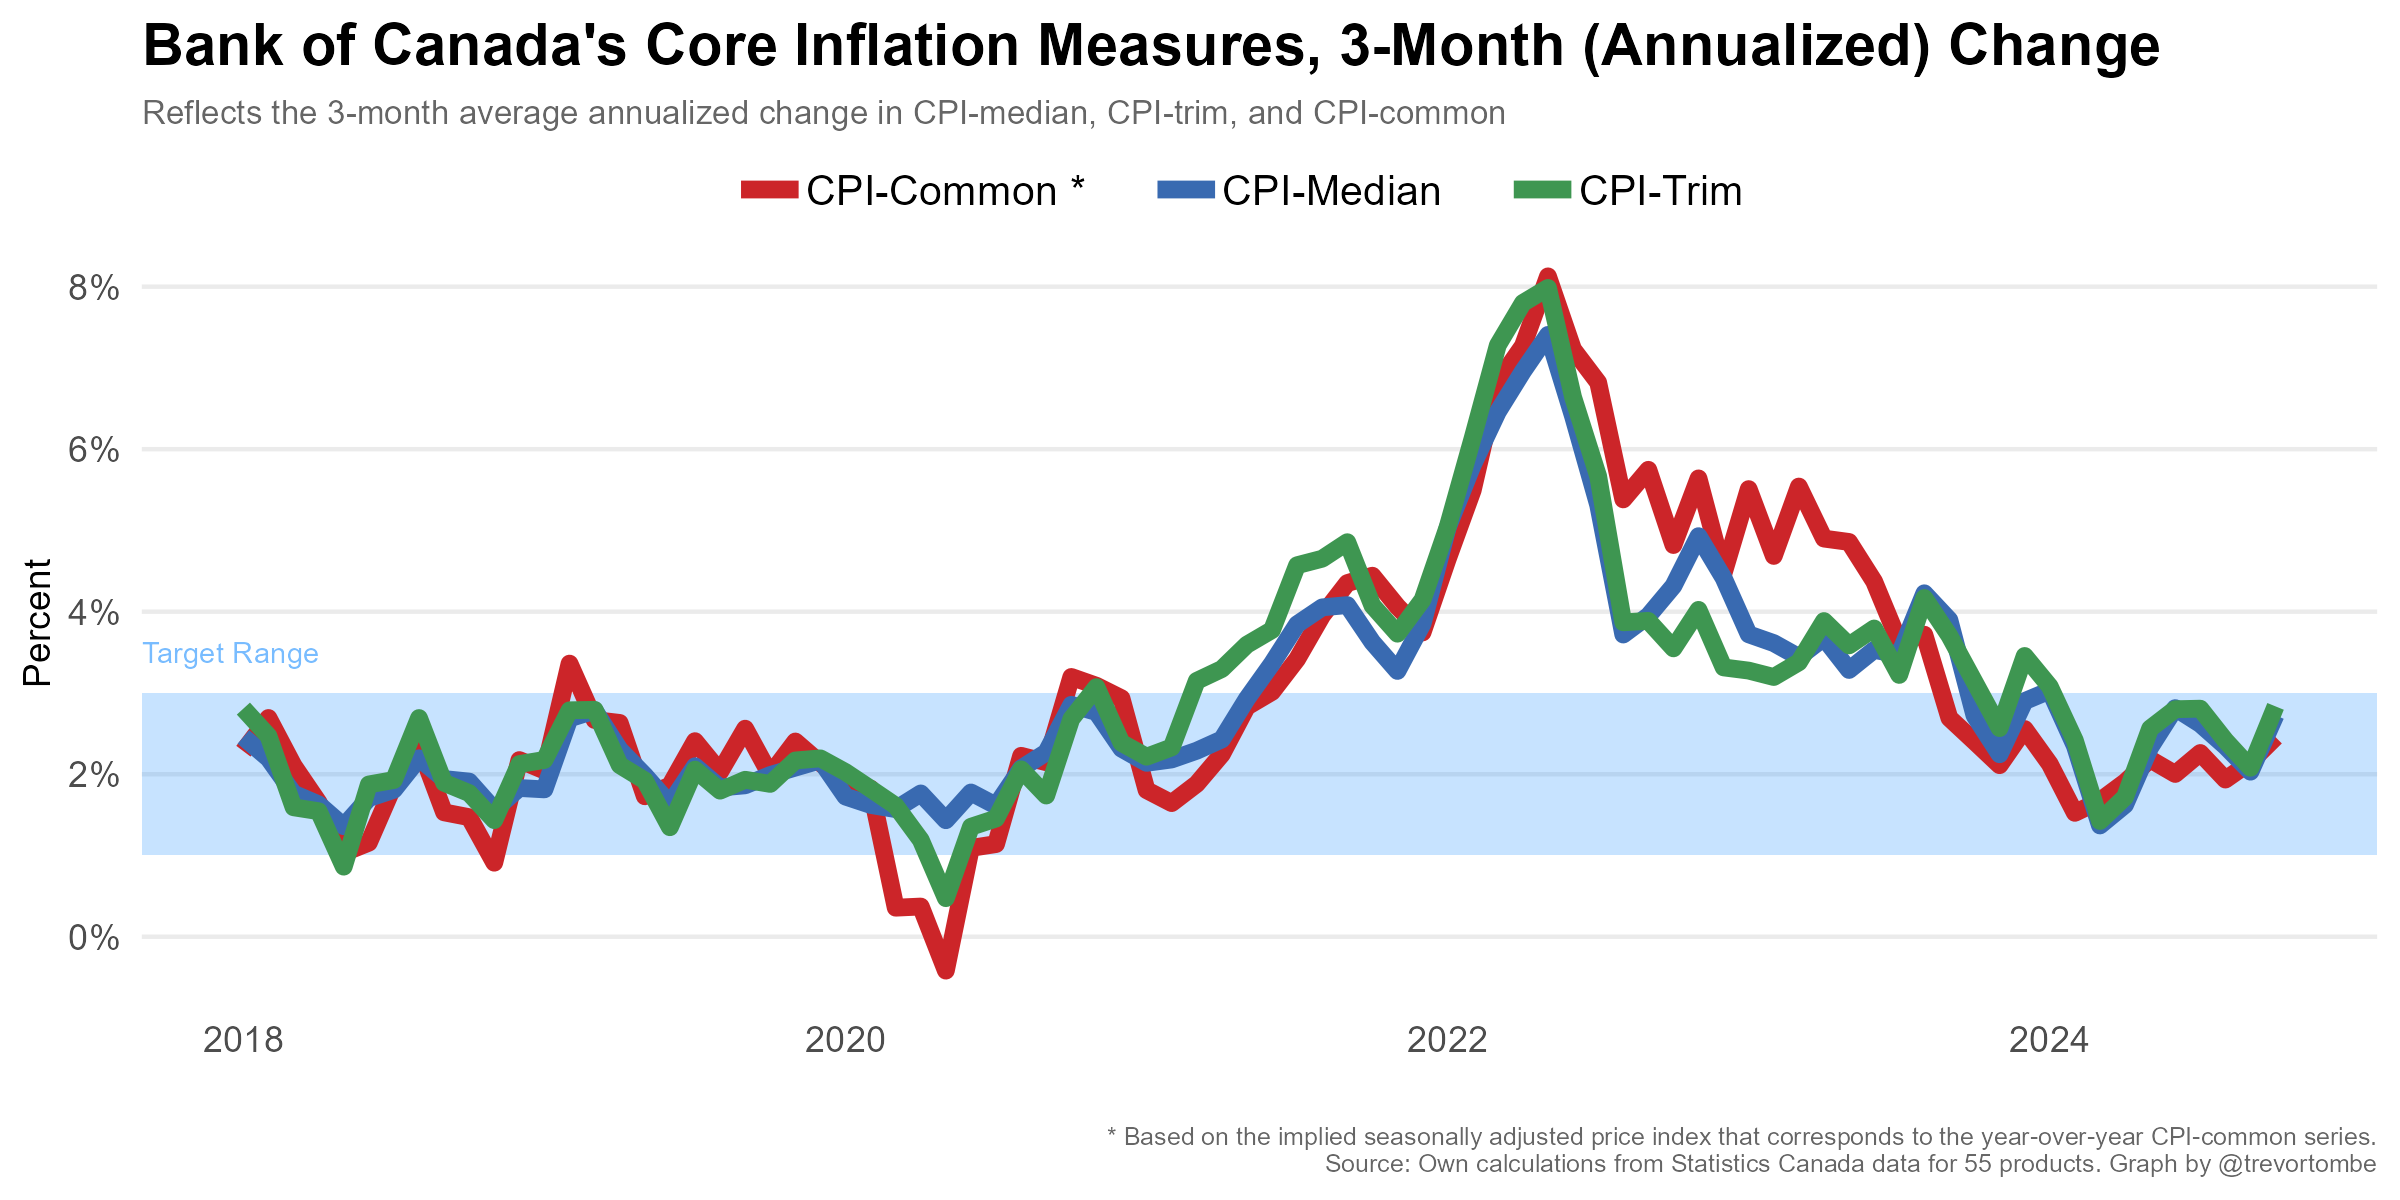 Bank of Canada's Core Inflation Measures, 3-Month (Annualized) Change
Reflects the 3-month average annualized change in CPI-median, CPI-trim, and CPI-common
CPI-Common * CPI-Median CPI-Trim
8%
6%
4%
2%
0%
Percent
Target Range
2018 2020 2022 2024
* Based on the implied seasonally adjusted price index that corresponds to the year-over-year CPI-common series.
Source: Own calculations from Statistics Canada data for 55 products. Graph by @trevortombe